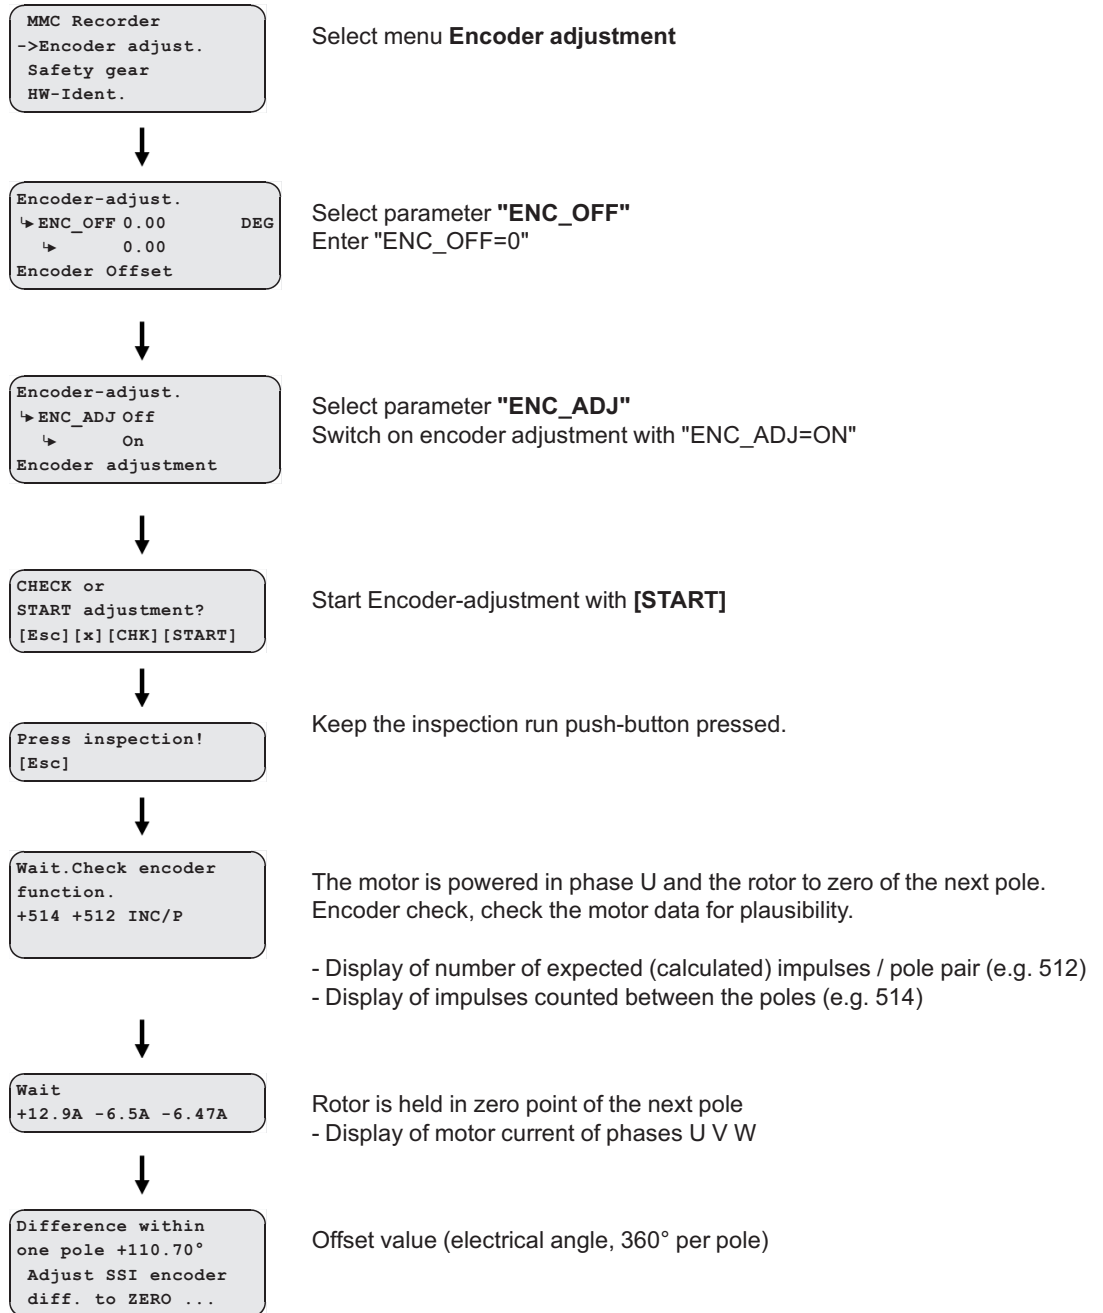 MMC Recorder
->Encoder adjust.
Safety gear
HW-Ident.
Select menu Encoder adjustment
Encoder-adjust.
↳ENC_OFF 0.00 DEG
↳ 0.00
Encoder Offset
Select parameter "ENC_OFF"
Enter "ENC_OFF=0"
Encoder-adjust.
↳ENC_ADJ Off
↳ On
Encoder adjustment
Select parameter "ENC_ADJ"
Switch on encoder adjustment with "ENC_ADJ=ON"
CHECK or
START adjustment?
[Esc][x][CHK][START]
Start Encoder-adjustment with [START]
Press inspection!
[Esc]
Keep the inspection run push-button pressed.
Wait.Check encoder
function.
+514 +512 INC/P
The motor is powered in phase U and the rotor to zero of the next pole.
Encoder check, check the motor data for plausibility.
- Display of number of expected (calculated) impulses / pole pair (e.g. 512)
- Display of impulses counted between the poles (e.g. 514)
Wait
+12.9A -6.5A -6.47A
Rotor is held in zero point of the next pole
- Display of motor current of phases U V W
Difference within
one pole +110.70°
Adjust SSI encoder
diff. to ZERO ...
Offset value (electrical angle, 360° per pole)